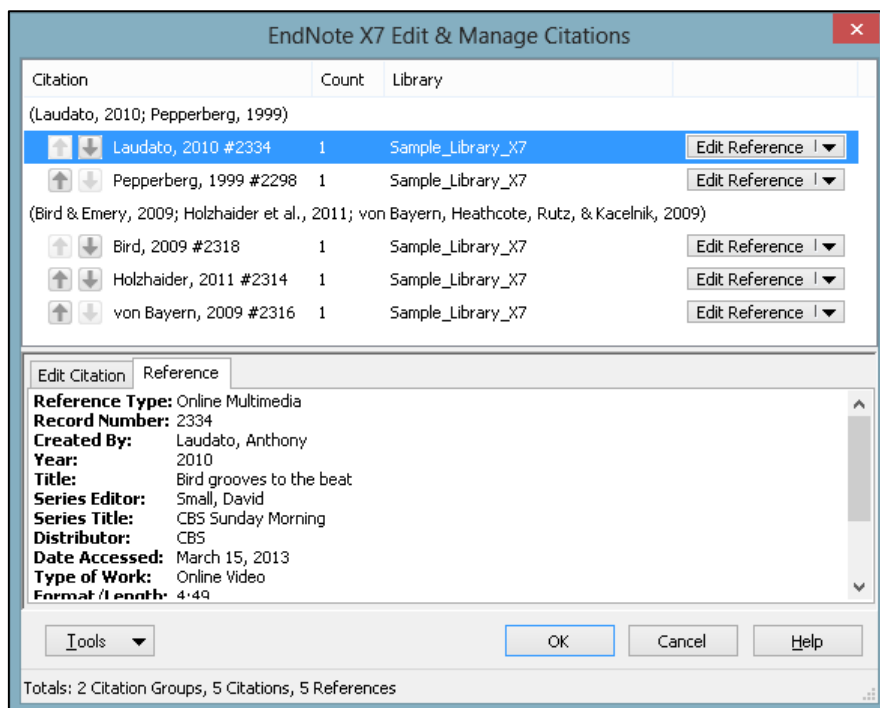 EndNote X7 Edit & Manage Citations
Citation Count Library
(Laudato, 2010; Pepperberg, 1999)
Laudato, 2010 #2334 1 Sample_Library_X7 Edit Reference
Pepperberg, 1999 #2298 1 Sample_Library_X7 Edit Reference
(Bird & Emery, 2009; Holzhaider et al., 2011; von Bayern, Heathcote, Rutz, & Kacelnik, 2009)
Bird, 2009 #2318 1 Sample_Library_X7 Edit Reference
Holzhaider, 2011 #2314 1 Sample_Library_X7 Edit Reference
von Bayern, 2009 #2316 1 Sample_Library_X7 Edit Reference
Edit Citation Reference
Reference Type: Online Multimedia
Record Number: 2334
Created By: Laudato, Anthony
Year: 2010
Title: Bird grooves to the beat
Series Editor: Small, David
Series Title: CBS Sunday Morning
Distributor: CBS
Date Accessed: March 15, 2013
Type of Work: Online Video
Format/Length: 4:49
Tools OK Cancel Help
Totals: 2 Citation Groups, 5 Citations, 5 References